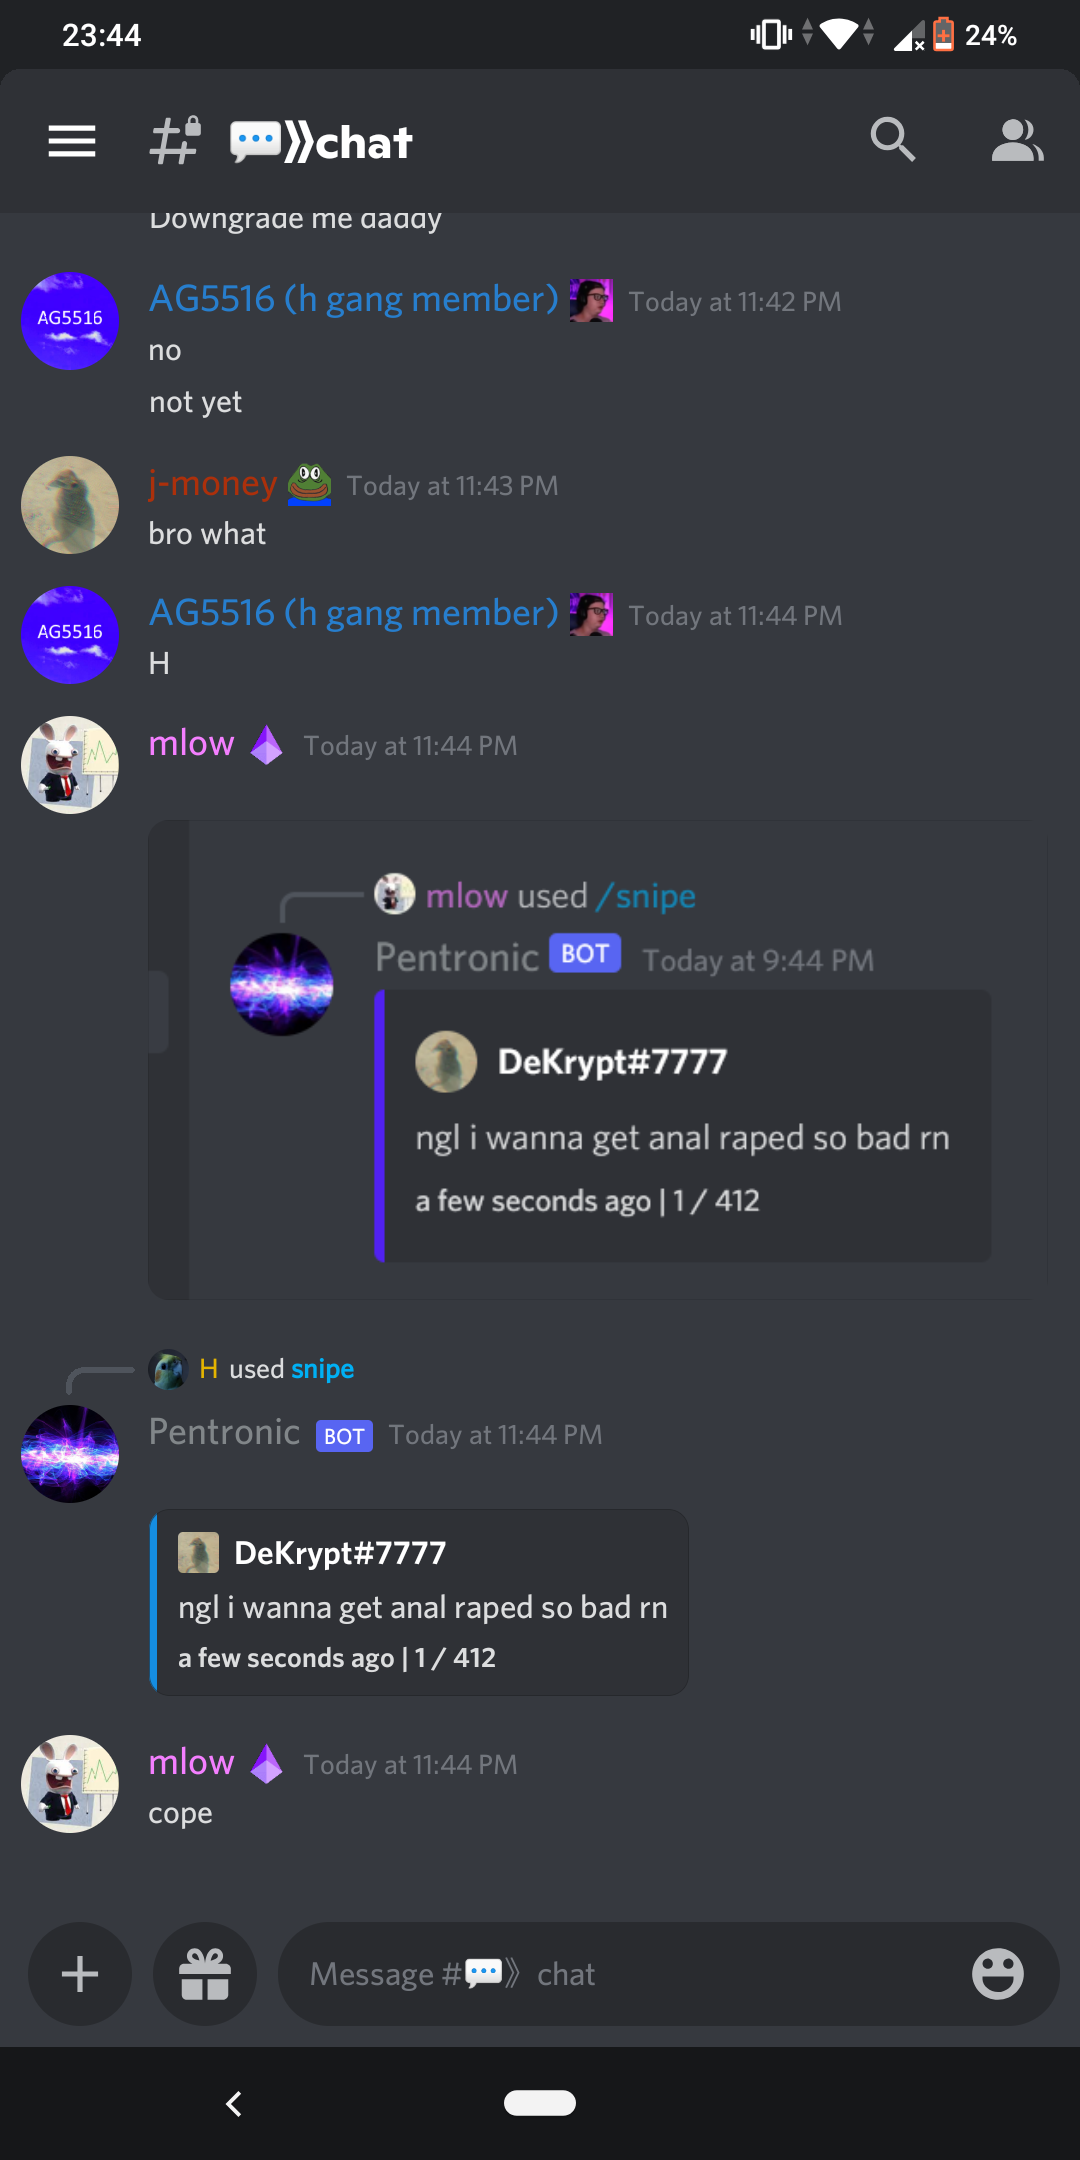 23:44
24%
chat
Downgrade me daddy
AG5516
AG5516 (h gang member) Today at 11:42 PM
no
not yet
j-money Today at 11:43 PM
bro what
AG5516
AG5516 (h gang member) Today at 11:44 PM
H
mlow Today at 11:44 PM
mlow used /snipe
Pentronic BOT Today at 9:44 PM
DeKrypt#7777
ngl i wanna get anal raped so bad rn
a few seconds ago | 1 / 412
H used snipe
Pentronic BOT Today at 11:44 PM
DeKrypt#7777
ngl i wanna get anal raped so bad rn
a few seconds ago | 1 / 412
mlow Today at 11:44 PM
cope
Message #💬》 chat